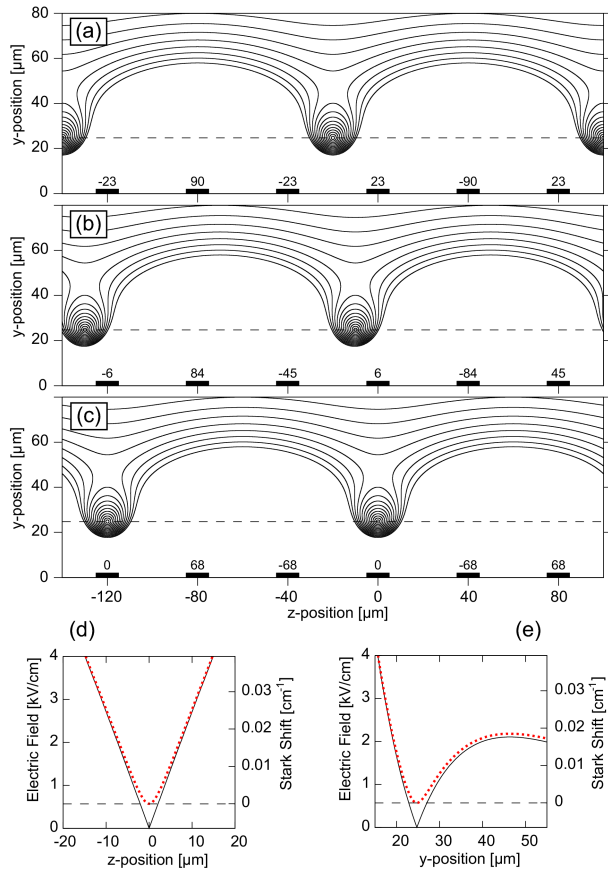 (a)
y-position [µm]
80
60
40
20
0
-23 90 -23 23 -90 23
(b)
y-position [µm]
60
40
20
0
-6 84 -45 6 -84 45
(c)
y-position [µm]
60
40
20
0
0 68 -68 0 -68 68
-120 -80 -40 0 40 80
z-position [µm]
(d)
Electric Field [kV/cm]
4
3
2
1
0
-20 -10 0 10 20
z-position [µm]
0.03
0.02
0.01
0
Stark Shift [cm-1]
(e)
Electric Field [kV/cm]
4
3
2
1
0
20 30 40 50
y-position [µm]
0.03
0.02
0.01
0
Stark Shift [cm-1]